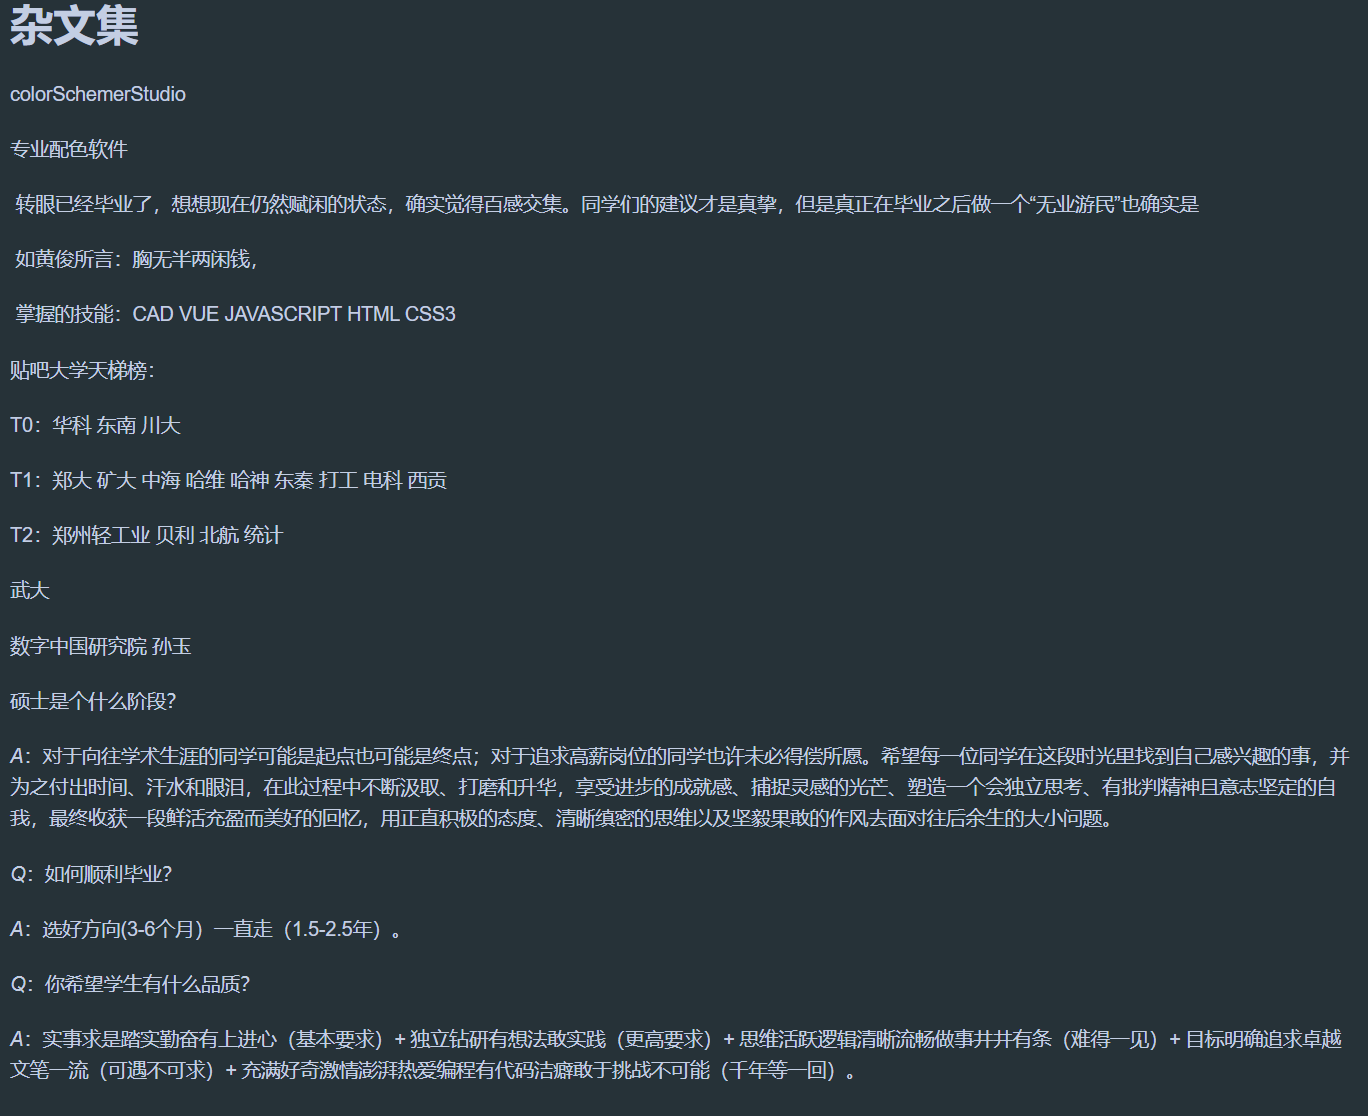 杂文集
colorSchemerStudio
专业配色软件
转眼已经毕业了，想想现在仍然赋闲的状态，确实觉得百感交集。同学们的建议才是真挚，但是真正在毕业之后做一个“无业游民”也确实是
如黄俊所言：胸无半两闲钱，
掌握的技能：CAD VUE JAVASCRIPT HTML CSS3
贴吧大学天梯榜：
T0：华科 东南 川大
T1：郑大 矿大 中海 哈维 哈神 东秦 打工 电科 西贡
T2：郑州轻工业 贝利 北航 统计
武大
数字中国研究院 孙玉
硕士是个什么阶段？
A：对于向往学术生涯的同学可能是起点也可能是终点；对于追求高薪岗位的同学也许未必得偿所愿。希望每一位同学在这段时光里找到自己感兴趣的事，并
为之付出时间、汗水和眼泪，在此过程中不断汲取、打磨和升华，享受进步的成就感、捕捉灵感的光芒、塑造一个会独立思考、有批判精神且意志坚定的自
我，最终收获一段鲜活充盈而美好的回忆，用正直积极的态度、清晰缜密的思维以及坚毅果敢的作风去面对往后余生的大小问题。
Q：如何顺利毕业？
A：选好方向(3-6个月）一直走（1.5-2.5年）。
Q：你希望学生有什么品质？
A：实事求是踏实勤奋有上进心（基本要求）+ 独立钻研有想法敢实践（更高要求）+ 思维活跃逻辑清晰流畅做事井井有条（难得一见）+ 目标明确追求卓越
文笔一流（可遇不可求）+ 充满好奇激情澎湃热爱编程有代码洁癖敢于挑战不可能（千年等一回）。